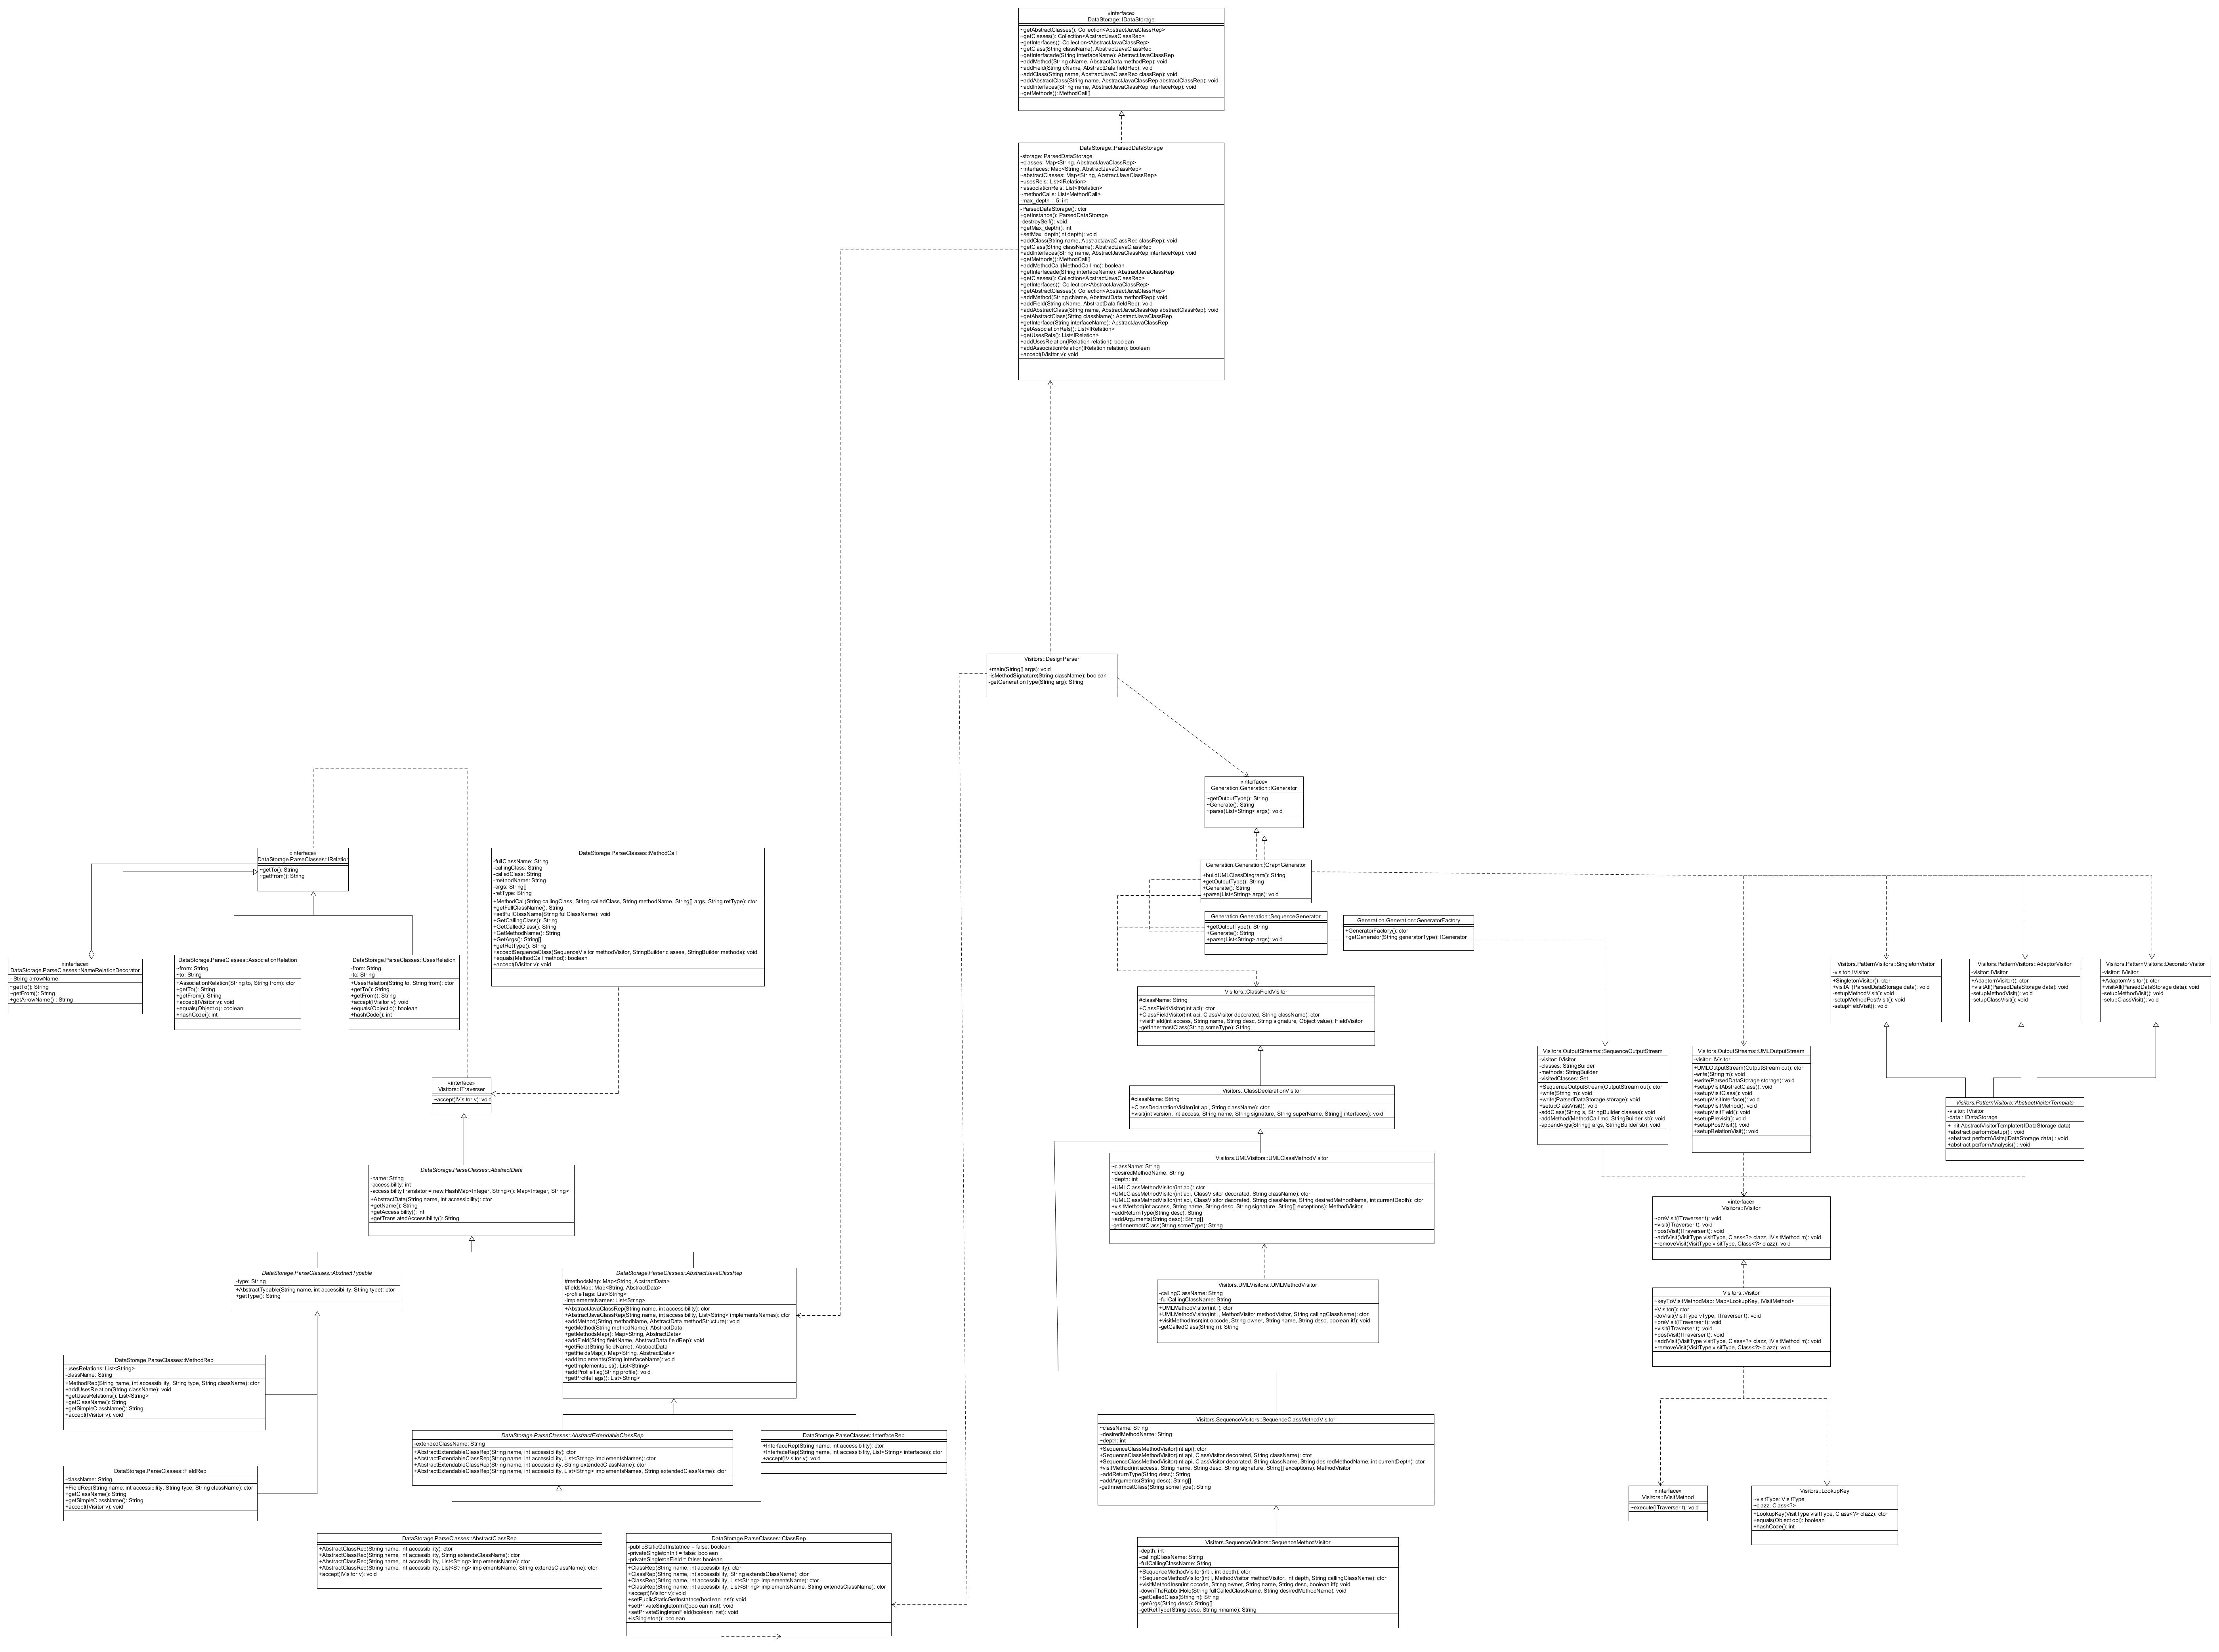 «interface»
DataStorage::IDataStorage
~getAbstractClasses(): Collection<AbstractJavaClassRep>
~getClasses(): Collection<AbstractJavaClassRep>
~getInterfaces(): Collection<AbstractJavaClassRep>
~getClass(String className): AbstractJavaClassRep
~getInterfacade(String interfaceName): AbstractJavaClassRep
~addMethod(String cName, AbstractData methodRep): void
~addField(String cName, AbstractData fieldRep): void
~addClass(String name, AbstractJavaClassRep classRep): void
~addAbstractClass(String name, AbstractJavaClassRep abstractClassRep): void
~addInterfaces(String name, AbstractJavaClassRep interfaceRep): void
~getMethods(): MethodCall[]
DataStorage::ParsedDataStorage
-storage: ParsedDataStorage
~classes: Map<String, AbstractJavaClassRep>
~interfaces: Map<String, AbstractJavaClassRep>
~abstractClasses: Map<String, AbstractJavaClassRep>
~usesRels: List<IRelation>
~associationRels: List<IRelation>
~methodCalls: List<MethodCall>
-max_depth = 5: int
-ParsedDataStorage(): ctor
+getInstance(): ParsedDataStorage
-destroySelf(): void
+getMax_depth(): int
+setMax_depth(int depth): void
+addClass(String name, AbstractJavaClassRep classRep): void
+getClass(String className): AbstractJavaClassRep
+addInterfaces(String name, AbstractJavaClassRep interfaceRep): void
+getMethods(): MethodCall[]
+addMethodCall(MethodCall mc): boolean
+getInterfacade(String interfaceName): AbstractJavaClassRep
+getClasses(): Collection<AbstractJavaClassRep>
+getInterfaces(): Collection<AbstractJavaClassRep>
+getAbstractClasses(): Collection<AbstractJavaClassRep>
+addMethod(String cName, AbstractData methodRep): void
+addField(String cName, AbstractData fieldRep): void
+addAbstractClass(String name, AbstractJavaClassRep abstractClassRep): void
+getAbstractClass(String className): AbstractJavaClassRep
+getInterface(String interfaceName): AbstractJavaClassRep
+getAssociationRels(): List<IRelation>
+getUsesRels(): List<IRelation>
+addUsesRelation(IRelation relation): boolean
+addAssociationRelation(IRelation relation): boolean
+accept(IVisitor v): void
Visitors::DesignParser
+main(String[] args): void
-isMethodSignature(String className): boolean
-getGenerationType(String arg): String
«interface»
Generation.Generation::IGenerator
~getOutputType(): String
~Generate(): String
~parse(List<String> args): void
Generation.Generation::GraphGenerator
+buildUMLClassDiagram(): String
+getOutputType(): String
+Generate(): String
+parse(List<String> args): void
Generation.Generation::SequenceGenerator
+getOutputType(): String
+Generate(): String
+parse(List<String> args): void
Generation.Generation::GeneratorFactory
+GeneratorFactory(): ctor
+getGenerator(String generatorType): IGenerator
«interface»
DataStorage.ParseClasses::IRelation
~getTo(): String
~getFrom(): String
DataStorage.ParseClasses::MethodCall
-fullClassName: String
-callingClass: String
-calledClass: String
-methodName: String
-args: String[]
-retType: String
+MethodCall(String callingClass, String calledClass, String methodName, String[] args, String retType): ctor
+getFullClassName(): String
+setFullClassName(String fullClassName): void
+GetCallingClass(): String
+GetCalledClass(): String
+GetMethodName(): String
+GetArgs(): String[]
+getRetType(): String
+acceptSequenceClass(SequenceVisitor methodVisitor, StringBuilder classes, StringBuilder methods): void
+equals(MethodCall method): boolean
+accept(IVisitor v): void
«interface»
DataStorage.ParseClasses::NameRelationDecorator
- String arrowName
~getTo(): String
~getFrom(): String
+getArrowName() : String
DataStorage.ParseClasses::AssociationRelation
~from: String
~to: String
+AssociationRelation(String to, String from): ctor
+getTo(): String
+getFrom(): String
+accept(IVisitor v): void
+equals(Object o): boolean
+hashCode(): int
DataStorage.ParseClasses::UsesRelation
-from: String
-to: String
+UsesRelation(String to, String from): ctor
+getTo(): String
+getFrom(): String
+accept(IVisitor v): void
+equals(Object o): boolean
+hashCode(): int
«interface»
Visitors::ITraverser
~accept(IVisitor v): void
DataStorage.ParseClasses::AbstractData
-name: String
-accessibility: int
-accessibilityTranslator = new HashMap<Integer, String>(): Map<Integer, String>
+AbstractData(String name, int accessibility): ctor
+getName(): String
+getAccessibility(): int
+getTranslatedAccessibility(): String
DataStorage.ParseClasses::AbstractTypable
-type: String
+AbstractTypable(String name, int accessibility, String type): ctor
+getType(): String
DataStorage.ParseClasses::AbstractJavaClassRep
#methodsMap: Map<String, AbstractData>
#fieldsMap: Map<String, AbstractData>
-profileTags: List<String>
-implementsNames: List<String>
+AbstractJavaClassRep(String name, int accessibility): ctor
+AbstractJavaClassRep(String name, int accessibility, List<String> implementsNames): ctor
+addMethod(String methodName, AbstractData methodStructure): void
+getMethod(String methodName): AbstractData
+getMethodsMap(): Map<String, AbstractData>
+addField(String fieldName, AbstractData fieldRep): void
+getField(String fieldName): AbstractData
+getFieldsMap(): Map<String, AbstractData>
+addImplements(String interfaceName): void
+getImplementsList(): List<String>
+addProfileTag(String profile): void
+getProfileTags(): List<String>
DataStorage.ParseClasses::MethodRep
-usesRelations: List<String>
-className: String
+MethodRep(String name, int accessibility, String type, String className): ctor
+addUsesRelation(String className): void
+getUsesRelations(): List<String>
+getClassName(): String
+getSimpleClassName(): String
+accept(IVisitor v): void
DataStorage.ParseClasses::FieldRep
-className: String
+FieldRep(String name, int accessibility, String type, String className): ctor
+getClassName(): String
+getSimpleClassName(): String
+accept(IVisitor v): void
DataStorage.ParseClasses::AbstractExtendableClassRep
-extendedClassName: String
+AbstractExtendableClassRep(String name, int accessibility): ctor
+AbstractExtendableClassRep(String name, int accessibility, List<String> implementsNames): ctor
+AbstractExtendableClassRep(String name, int accessibility, String extendedClassName): ctor
+AbstractExtendableClassRep(String name, int accessibility, List<String> implementsNames, String extendedClassName): ctor
DataStorage.ParseClasses::InterfaceRep
+InterfaceRep(String name, int accessibility): ctor
+InterfaceRep(String name, int accessibility, List<String> interfaces): ctor
+accept(IVisitor v): void
DataStorage.ParseClasses::AbstractClassRep
+AbstractClassRep(String name, int accessibility): ctor
+AbstractClassRep(String name, int accessibility, String extendsClassName): ctor
+AbstractClassRep(String name, int accessibility, List<String> implementsName): ctor
+AbstractClassRep(String name, int accessibility, List<String> implementsName, String extendsClassName): ctor
+accept(IVisitor v): void
DataStorage.ParseClasses::ClassRep
-publicStaticGetInstatnce = false: boolean
-privateSingletonInit = false: boolean
-privateSingletonField = false: boolean
+ClassRep(String name, int accessibility): ctor
+ClassRep(String name, int accessibility, String extendsClassName): ctor
+ClassRep(String name, int accessibility, List<String> implementsName): ctor
+ClassRep(String name, int accessibility, List<String> implementsName, String extendsClassName): ctor
+accept(IVisitor v): void
+setPublicStaticGetInstatnce(boolean inst): void
+setPrivateSingletonInit(boolean inst): void
+setPrivateSingletonField(boolean inst): void
+isSingleton(): boolean
Visitors::ClassFieldVisitor
#className: String
+ClassFieldVisitor(int api): ctor
+ClassFieldVisitor(int api, ClassVisitor decorated, String className): ctor
+visitField(int access, String name, String desc, String signature, Object value): FieldVisitor
-getInnermostClass(String someType): String
Visitors::ClassDeclarationVisitor
#className: String
+ClassDeclarationVisitor(int api, String className): ctor
+visit(int version, int access, String name, String signature, String superName, String[] interfaces): void
Visitors.UMLVisitors::UMLClassMethodVisitor
~className: String
~desiredMethodName: String
~depth: int
+UMLClassMethodVisitor(int api): ctor
+UMLClassMethodVisitor(int api, ClassVisitor decorated, String className): ctor
+UMLClassMethodVisitor(int api, ClassVisitor decorated, String className, String desiredMethodName, int currentDepth): ctor
+visitMethod(int access, String name, String desc, String signature, String[] exceptions): MethodVisitor
~addReturnType(String desc): String
~addArguments(String desc): String[]
-getInnermostClass(String someType): String
Visitors.UMLVisitors::UMLMethodVisitor
-callingClassName: String
-fullCallingClassName: String
+UMLMethodVisitor(int i): ctor
+UMLMethodVisitor(int i, MethodVisitor methodVisitor, String callingClassName): ctor
+visitMethodInsn(int opcode, String owner, String name, String desc, boolean itf): void
-getCalledClass(String n): String
Visitors.SequenceVisitors::SequenceClassMethodVisitor
~className: String
~desiredMethodName: String
~depth: int
+SequenceClassMethodVisitor(int api): ctor
+SequenceClassMethodVisitor(int api, ClassVisitor decorated, String className): ctor
+SequenceClassMethodVisitor(int api, ClassVisitor decorated, String className, String desiredMethodName, int currentDepth): ctor
+visitMethod(int access, String name, String desc, String signature, String[] exceptions): MethodVisitor
~addReturnType(String desc): String
~addArguments(String desc): String[]
-getInnermostClass(String someType): String
Visitors.SequenceVisitors::SequenceMethodVisitor
-depth: int
-callingClassName: String
-fullCallingClassName: String
+SequenceMethodVisitor(int i, int depth): ctor
+SequenceMethodVisitor(int i, MethodVisitor methodVisitor, int depth, String callingClassName): ctor
+visitMethodInsn(int opcode, String owner, String name, String desc, boolean itf): void
-downTheRabbitHole(String fullCalledClassName, String desiredMethodName): void
-getCalledClass(String n): String
-getArgs(String desc): String[]
-getRetType(String desc, String mname): String
Visitors.PatternVisitors::SingletonVisitor
-visitor: IVisitor
+SingletonVisitor(): ctor
+visitAll(ParsedDataStorage data): void
-setupMethodVisit(): void
-setupMethodPostVisit(): void
-setupFieldVisit(): void
Visitors.PatternVisitors::AdaptorVisitor
-visitor: IVisitor
+AdaptornVisitor(): ctor
+visitAll(ParsedDataStorage data): void
-setupMethodVisit(): void
-setupClassVisit(): void
Visitors.PatternVisitors::DecoratorVisitor
-visitor: IVisitor
+AdaptornVisitor(): ctor
+visitAll(ParsedDataStorage data): void
-setupMethodVisit(): void
-setupClassVisit(): void
Visitors.OutputStreams::SequenceOutputStream
-visitor: IVisitor
-classes: StringBuilder
-methods: StringBuilder
-visitedClasses: Set
+SequenceOutputStream(OutputStream out): ctor
+write(String m): void
+write(ParsedDataStorage storage): void
+setupClassVisit(): void
-addClass(String s, StringBuilder classes): void
-addMethod(MethodCall mc, StringBuilder sb): void
-appendArgs(String[] args, StringBuilder sb): void
Visitors.OutputStreams::UMLOutputStream
-visitor: IVisitor
+UMLOutputStream(OutputStream out): ctor
-write(String m): void
+write(ParsedDataStorage storage): void
+setupVisitAbstractClass(): void
+setupVisitClass(): void
+setupVisitInterface(): void
+setupVisitMethod(): void
+setupVisitField(): void
+setupPrevisit(): void
+setupPostVisit(): void
+setupRelationVisit(): void
Visitors.PatternVisitors::AbstractVisitorTemplate
-visitor: IVisitor
-data : IDataStorage
+ init AbstractVisitorTemplater(IDataStorage data)
+abstract performSetup() : void
+abstract performVisits(IDataStorage data) : void
+abstract performAnalysis() : void
«interface»
Visitors::IVisitor
~preVisit(ITraverser t): void
~visit(ITraverser t): void
~postVisit(ITraverser t): void
~addVisit(VisitType visitType, Class<?> clazz, IVisitMethod m): void
~removeVisit(VisitType visitType, Class<?> clazz): void
Visitors::Visitor
~keyToVisitMethodMap: Map<LookupKey, IVisitMethod>
+Visitor(): ctor
-doVisit(VisitType vType, ITraverser t): void
+preVisit(ITraverser t): void
+visit(ITraverser t): void
+postVisit(ITraverser t): void
+addVisit(VisitType visitType, Class<?> clazz, IVisitMethod m): void
+removeVisit(VisitType visitType, Class<?> clazz): void
«interface»
Visitors::IVisitMethod
~execute(ITraverser t): void
Visitors::LookupKey
~visitType: VisitType
~clazz: Class<?>
+LookupKey(VisitType visitType, Class<?> clazz): ctor
+equals(Object obj): boolean
+hashCode(): int